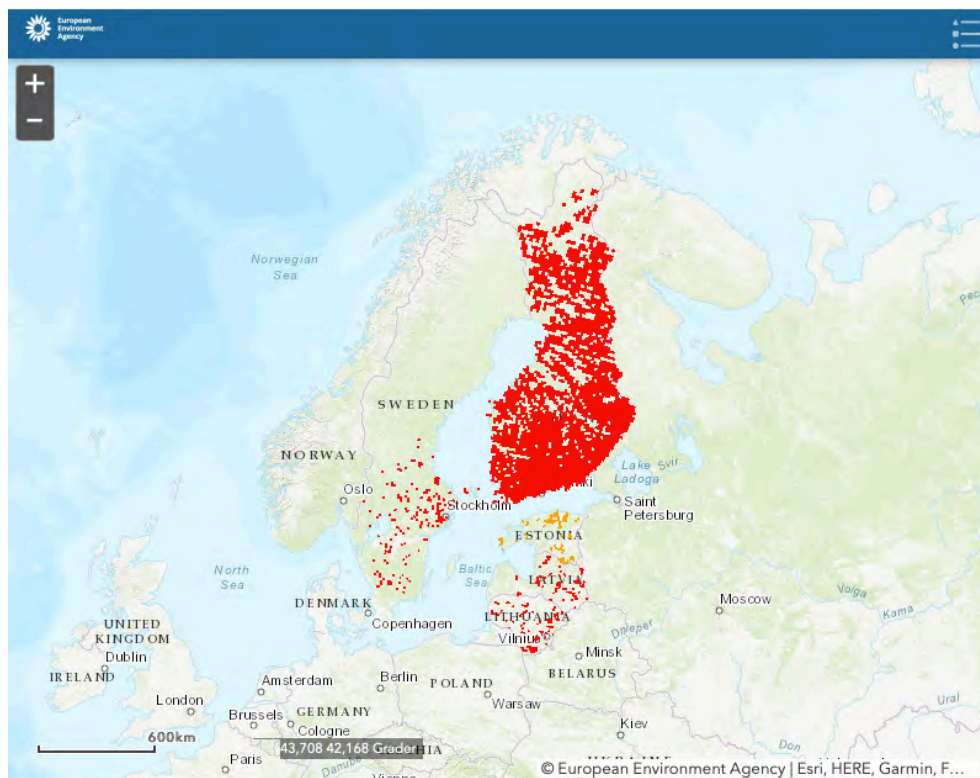 European
Environment
Agency
+
−
Norwegian
Sea
SWEDEN
NORWAY
Oslo
Stockholm
Lake
Ladoga
Svir
Saint
Petersburg
ESTONIA
North
Sea
Baltic
Sea
LATVIA
DENMARK
Copenhagen
LITHUANIA
Vilnius
Moscow
Volga
Kama
Dnieper
Minsk
BELARUS
UNITED
KINGDOM
Dublin
IRELAND
London
Amsterdam
Berlin
POLAND
Warsaw
Brussels
GERMANY
Cologne
Kiev
Ural
Don
600km
43,708 42,168 Grader
Paris
Danube
© European Environment Agency | Esri, HERE, Garmin, F...